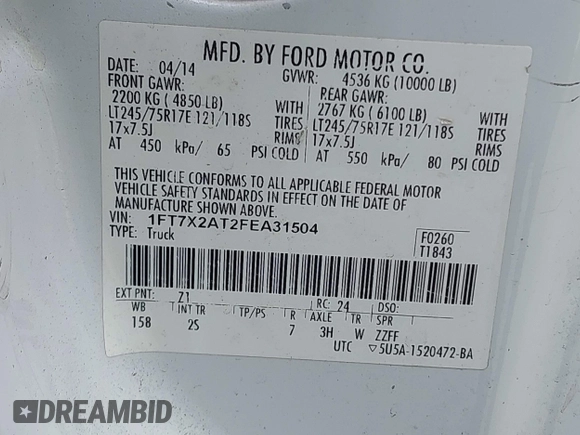 MFD. BY FORD MOTOR CO.
DATE: 04/14 GVWR: 4536 KG (10000 LB)
FRONT GAWR: REAR GAWR:
2200 KG ( 4850 LB) WITH 2767 KG ( 6100 LB) WITH
LT245/75R17E 121/118S TIRES LT245/75R17E 121/118S TIRES
17x7.5J RIMS 17x7.5J RIMS
AT 450 kPa/ 65 PSI COLD AT 550 kPa/ 80 PSI COLD
THIS VEHICLE CONFORMS TO ALL APPLICABLE FEDERAL MOTOR
VEHICLE SAFETY STANDARDS IN EFFECT ON THE DATE OF
MANUFACTURE SHOWN ABOVE.
VIN: 1FT7X2AT2FEA31504 F0260
TYPE: Truck T1843
EXT PNT: Z1 RC: 24 DSO:
WB INT TR TP/PS R AXLE TR SPR
158 2S 7 3H W ZZFF
UTC ▽5U5A-1520472-BA
DREAMBID